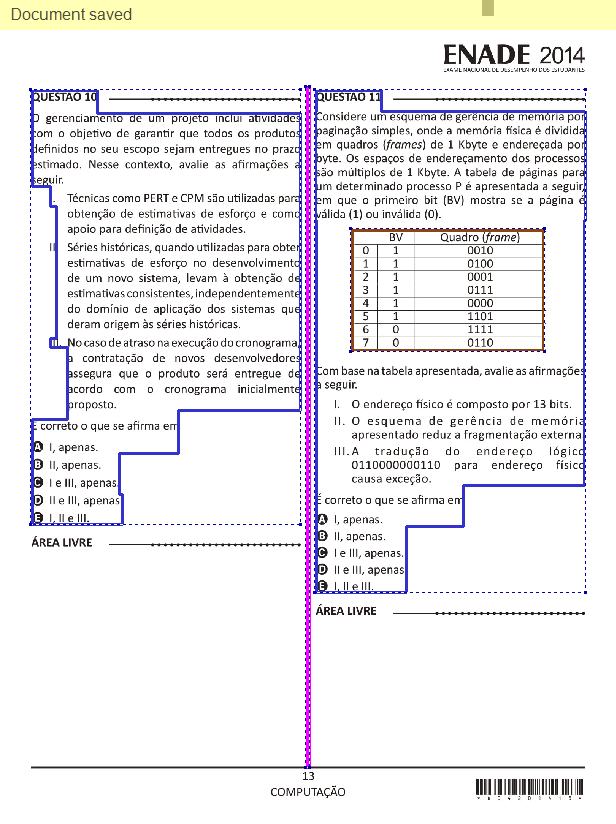 Document saved
ENADE 2014
EXAME NACIONAL DE DESEMPENHO DOS ESTUDANTES
QUESTÃO 10
O gerenciamento de um projeto inclui atividades
com o objetivo de garantir que todos os produtos
definidos no seu escopo sejam entregues no prazo
estimado. Nesse contexto, avalie as afirmações a
seguir.
I. Técnicas como PERT e CPM são utilizadas para
obtenção de estimativas de esforço e como
apoio para definição de atividades.
II. Séries históricas, quando utilizadas para obter
estimativas de esforço no desenvolvimento
de um novo sistema, levam à obtenção de
estimativas consistentes, independentemente
do domínio de aplicação dos sistemas que
deram origem às séries históricas.
III. No caso de atraso na execução do cronograma,
a contratação de novos desenvolvedores
assegura que o produto será entregue de
acordo com o cronograma inicialmente
proposto.
É correto o que se afirma em
A I, apenas.
B II, apenas.
C I e III, apenas.
D II e III, apenas.
E I, II e III.
ÁREA LIVRE
QUESTÃO 11
Considere um esquema de gerência de memória por
paginação simples, onde a memória física é dividida
em quadros (frames) de 1 Kbyte e endereçada por
byte. Os espaços de endereçamento dos processos
são múltiplos de 1 Kbyte. A tabela de páginas para
um determinado processo P é apresentada a seguir,
em que o primeiro bit (BV) mostra se a página é
válida (1) ou inválida (0).
BV Quadro (frame)
0 1 0010
1 1 0100
2 1 0001
3 1 0111
4 1 0000
5 1 1101
6 0 1111
7 0 0110
Com base na tabela apresentada, avalie as afirmações
a seguir.
I. O endereço físico é composto por 13 bits.
II. O esquema de gerência de memória
apresentado reduz a fragmentação externa.
III. A tradução do endereço lógico
0110000000110 para endereço físico
causa exceção.
É correto o que se afirma em
A I, apenas.
B II, apenas.
C I e III, apenas.
D II e III, apenas.
E I, II e III.
ÁREA LIVRE
13
COMPUTAÇÃO